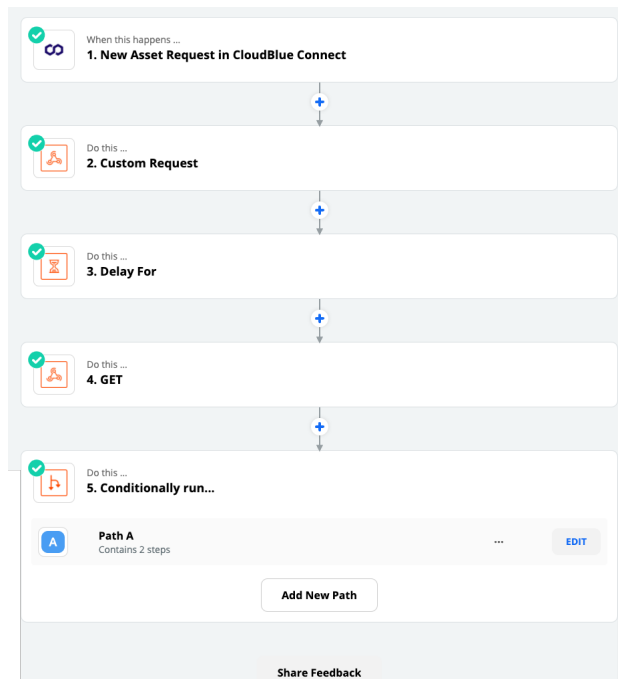 When this happens ...
1. New Asset Request in CloudBlue Connect
Do this ...
2. Custom Request
Do this ...
3. Delay For
Do this ...
4. GET
Do this ...
5. Conditionally run...
A
Path A
Contains 2 steps
...
EDIT
Add New Path
Share Feedback